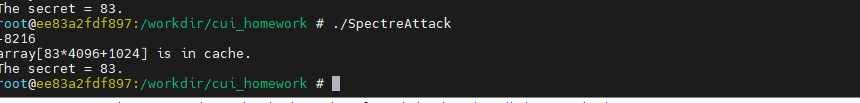 The secret = 83.
root@ee83a2fdf897:/workdir/cui_homework # ./SpectreAttack
-8216
array[83*4096+1024] is in cache.
The secret = 83.
root@ee83a2fdf897:/workdir/cui_homework #